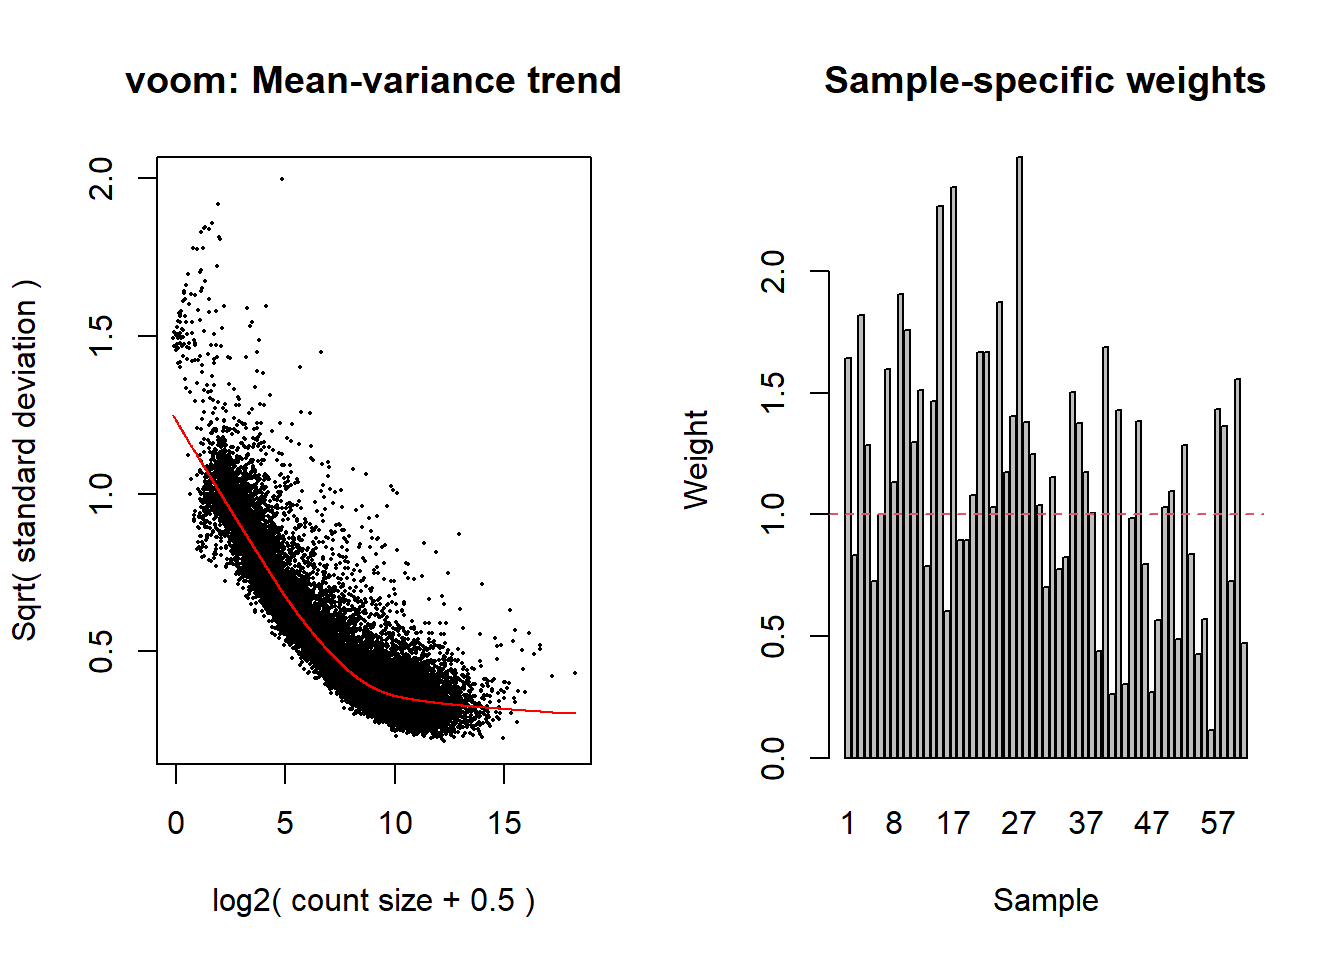 voom: Mean-variance trend
Sqrt( standard deviation )
2.0
1.5
1.0
0.5
0 5 10 15
log2( count size + 0.5 )
Sample-specific weights
Weight
2.0
1.5
1.0
0.5
0.0
1 8 17 27 37 47 57
Sample